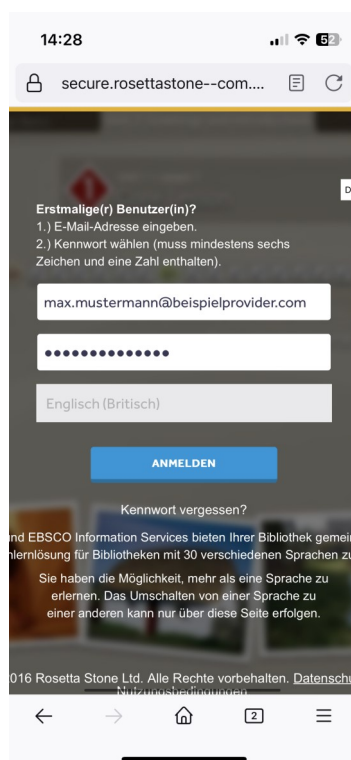 14:28
52
secure.rosettastone--com....
D
Erstmalige(r) Benutzer(in)?
1.) E-Mail-Adresse eingeben.
2.) Kennwort wählen (muss mindestens sechs
Zeichen und eine Zahl enthalten).
max.mustermann@beispielprovider.com
••••••••••••••
Englisch (Britisch)
ANMELDEN
Kennwort vergessen?
nd EBSCO Information Services bieten Ihrer Bibliothek gemei
lernlösung für Bibliotheken mit 30 verschiedenen Sprachen zu
Sie haben die Möglichkeit, mehr als eine Sprache zu
erlernen. Das Umschalten von einer Sprache zu
einer anderen kann nur über diese Seite erfolgen.
016 Rosetta Stone Ltd. Alle Rechte vorbehalten. Datenschu
Nutzungsbedingungen
2